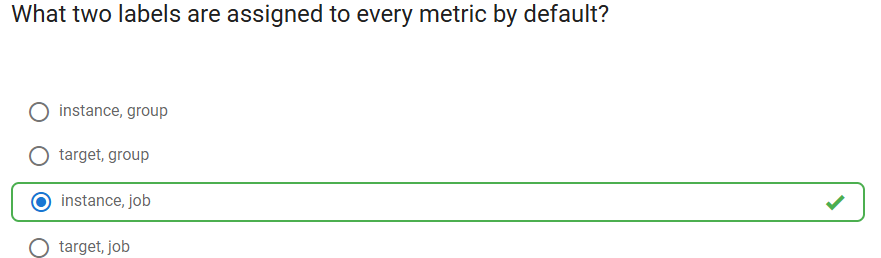 What two labels are assigned to every metric by default?
instance, group
target, group
instance, job
target, job